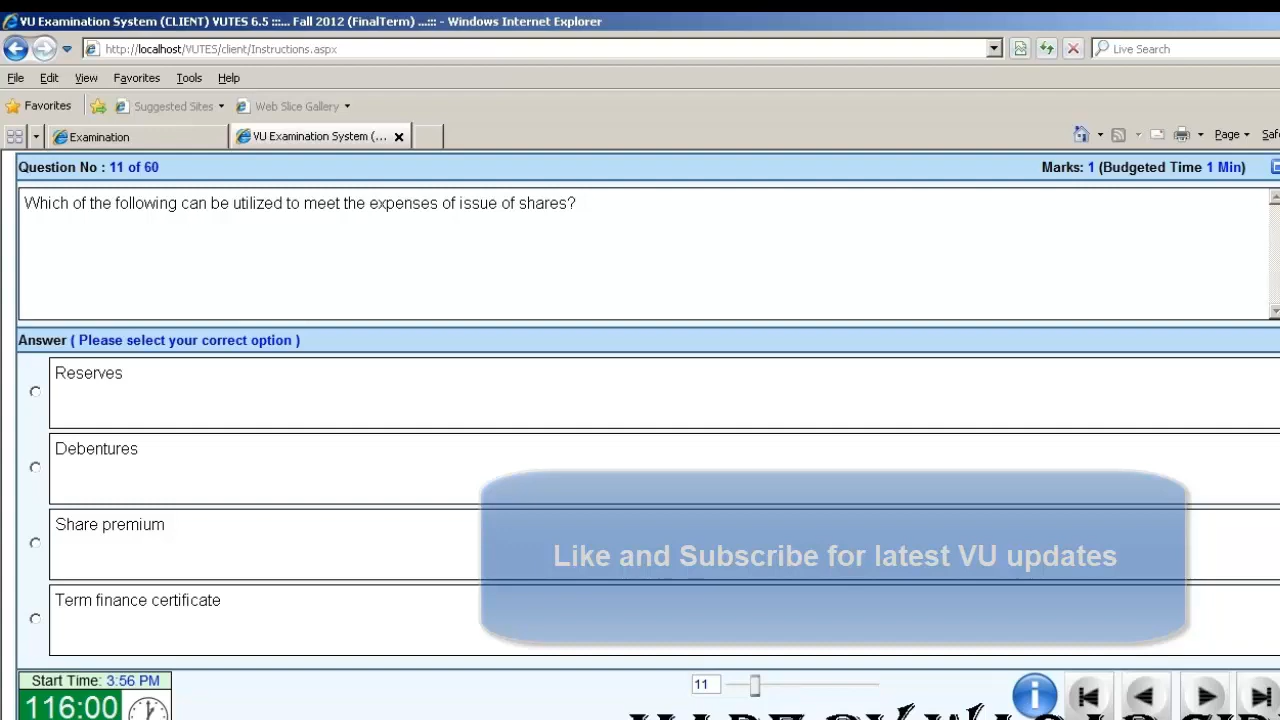 VU Examination System (CLIENT) VUTES 6.5 :::... Fall 2012 (FinalTerm) ...::: - Windows Internet Explorer
http://localhost/VUTES/client/Instructions.aspx
Live Search
File Edit View Favorites Tools Help
Favorites Suggested Sites Web Slice Gallery
Examination VU Examination System (... Page
Question No : 11 of 60 Marks: 1 (Budgeted Time 1 Min)
Which of the following can be utilized to meet the expenses of issue of shares?
Answer ( Please select your correct option )
Reserves
Debentures
Share premium
Like and Subscribe for latest VU updates
Term finance certificate
Start Time: 3:56 PM
11
116:00